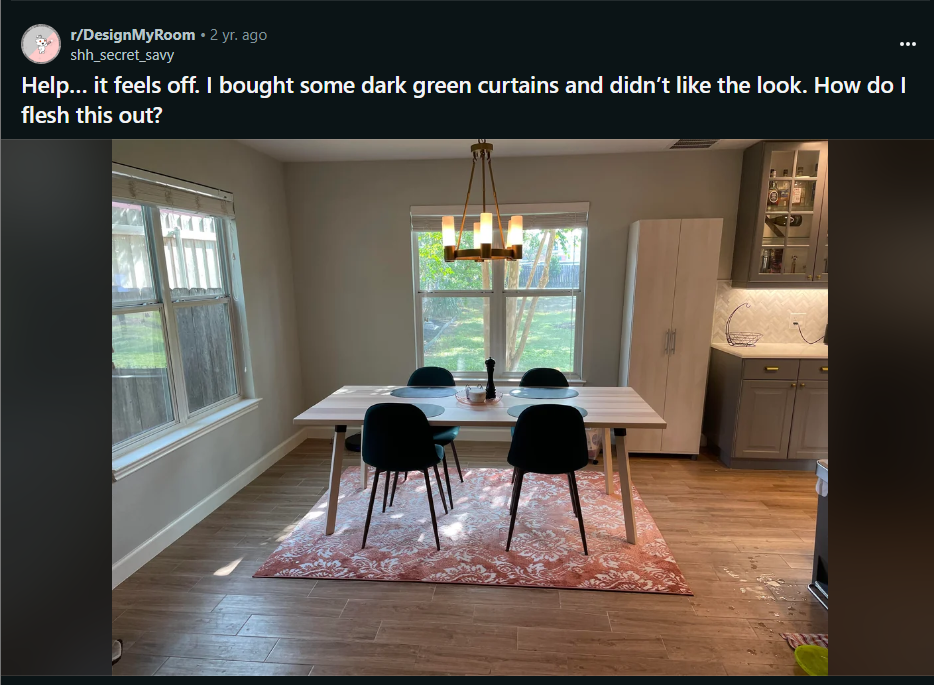 r/DesignMyRoom • 2 yr. ago
shh_secret_savy
Help... it feels off. I bought some dark green curtains and didn’t like the look. How do I
flesh this out?